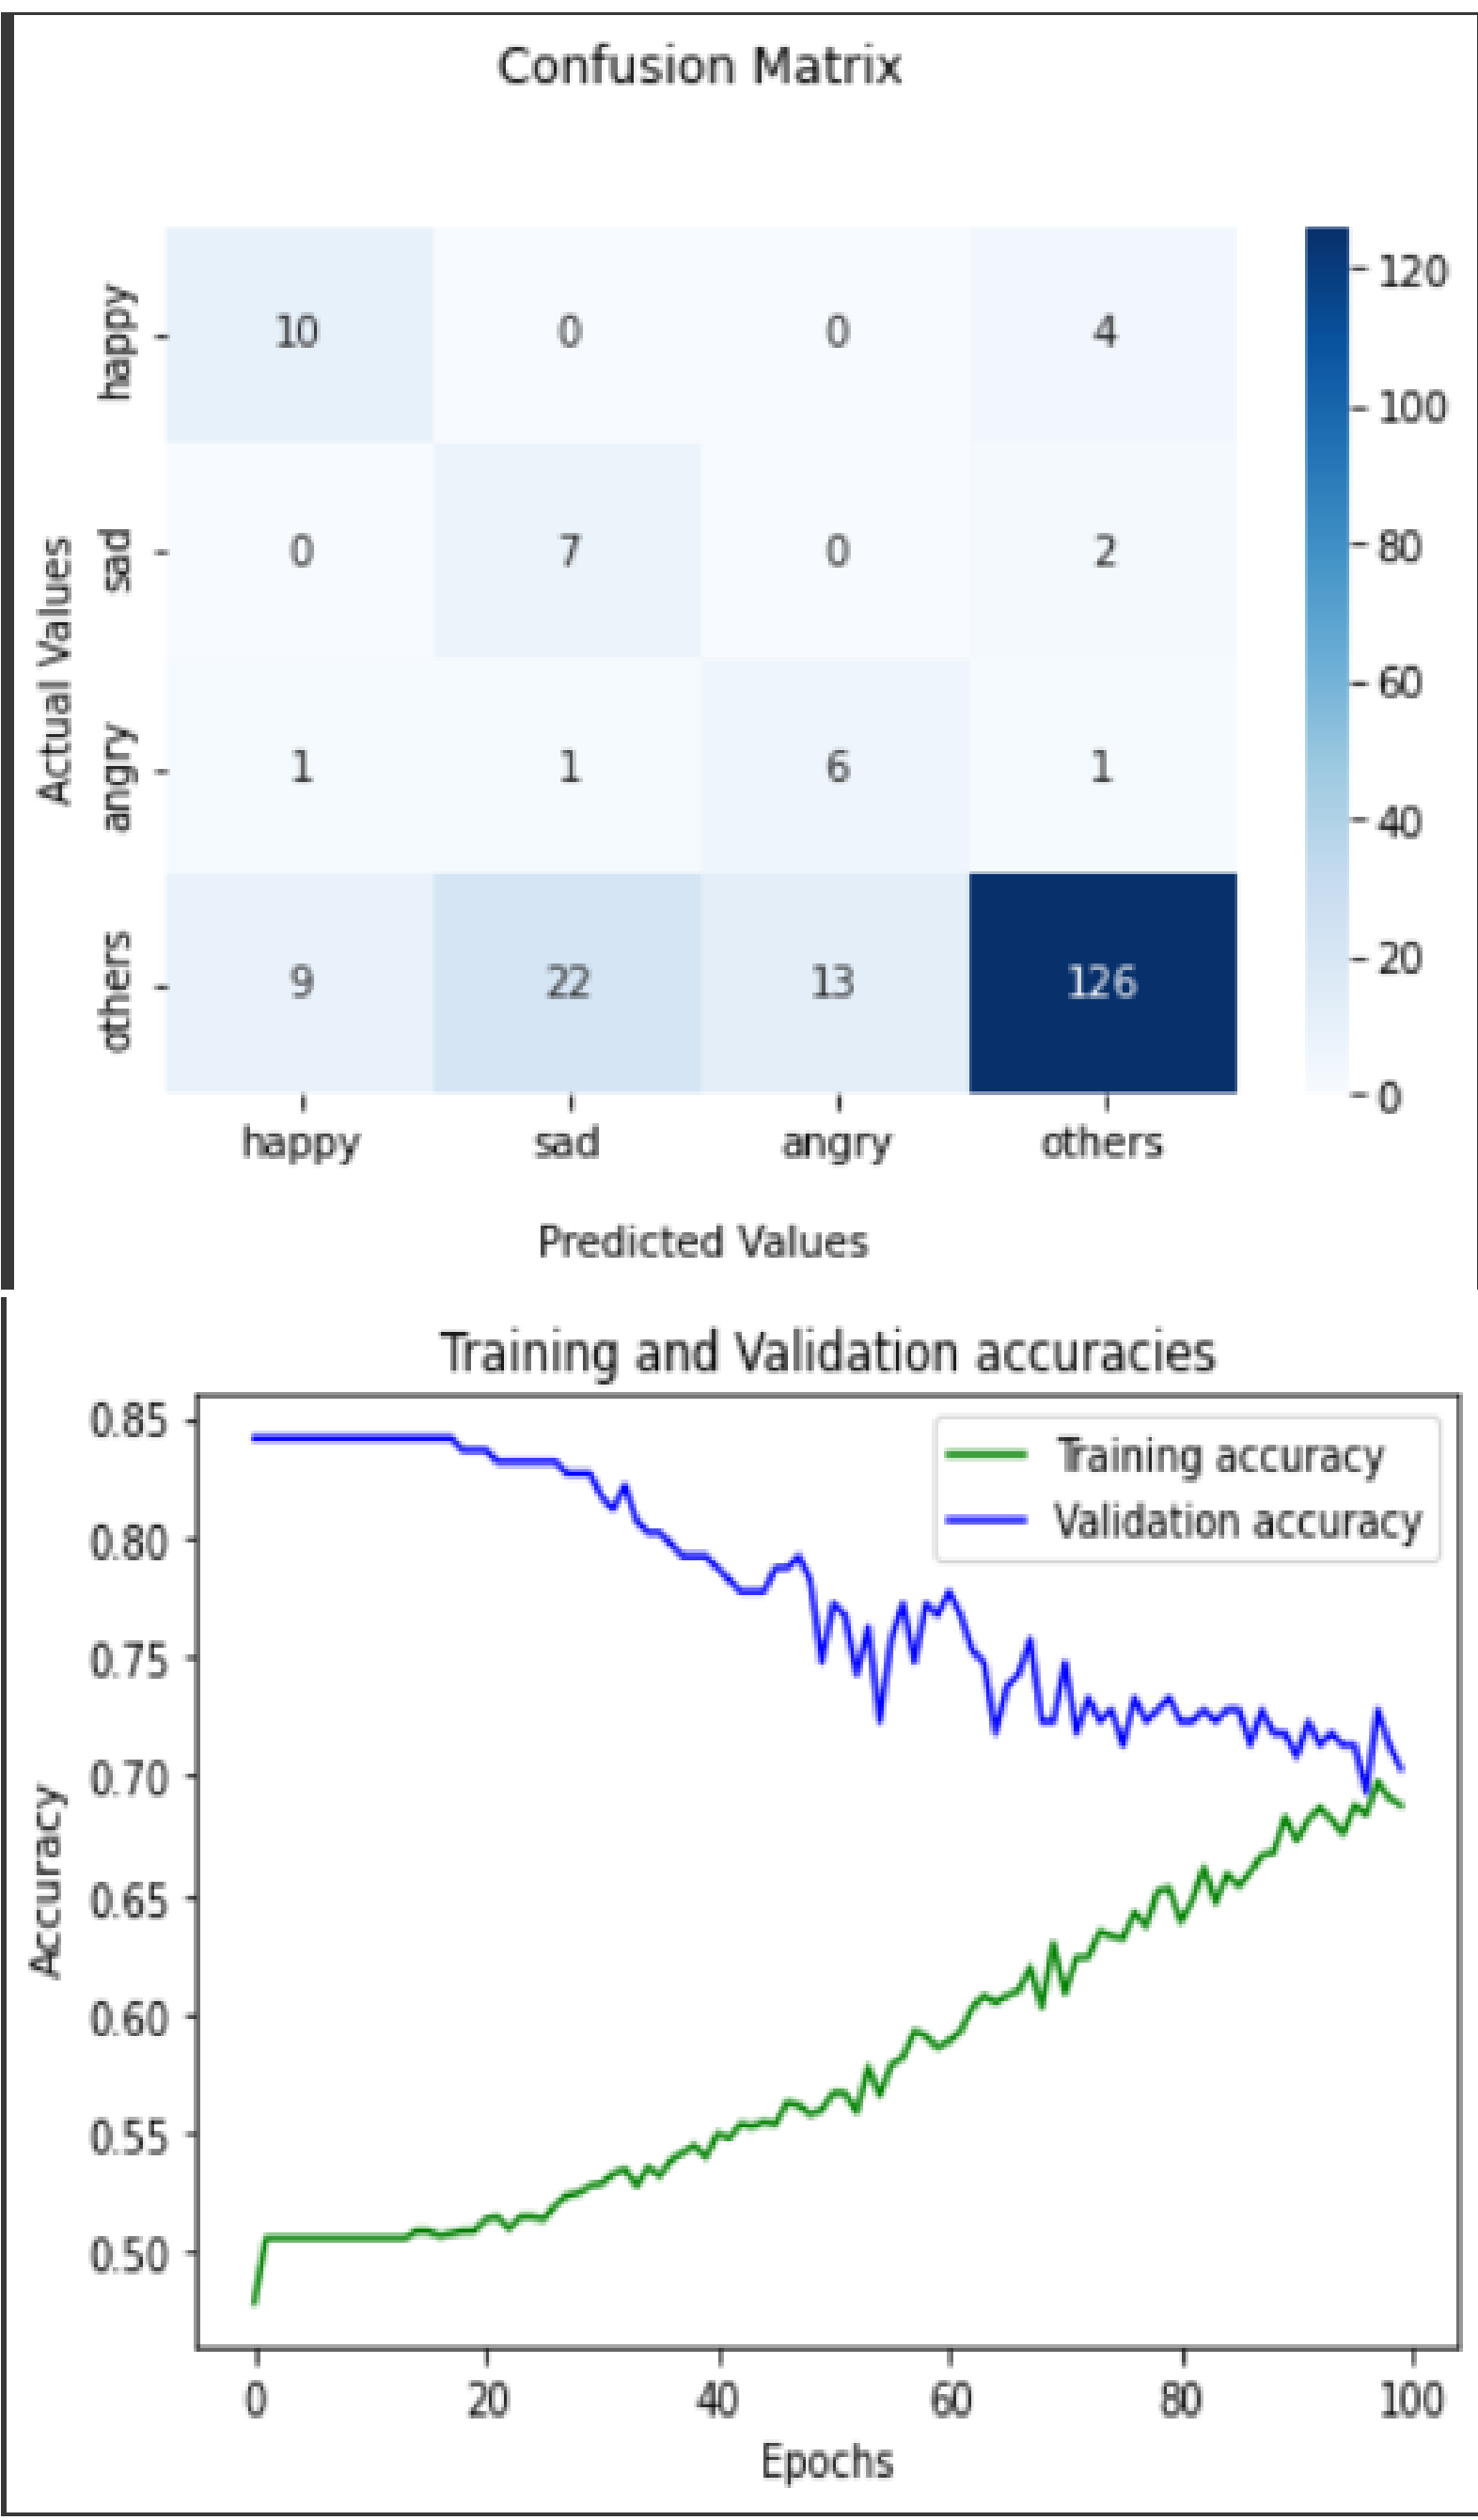 Confusion Matrix
Actual Values
happy
10 0 0 4
sad
0 7 0 2
angry
1 1 6 1
others
9 22 13 126
happy sad angry others
Predicted Values
120
100
80
60
40
20
0
Training and Validation accuracies
Training accuracy
Validation accuracy
Accuracy
0.85
0.80
0.75
0.70
0.65
0.60
0.55
0.50
0 20 40 60 80 100
Epochs